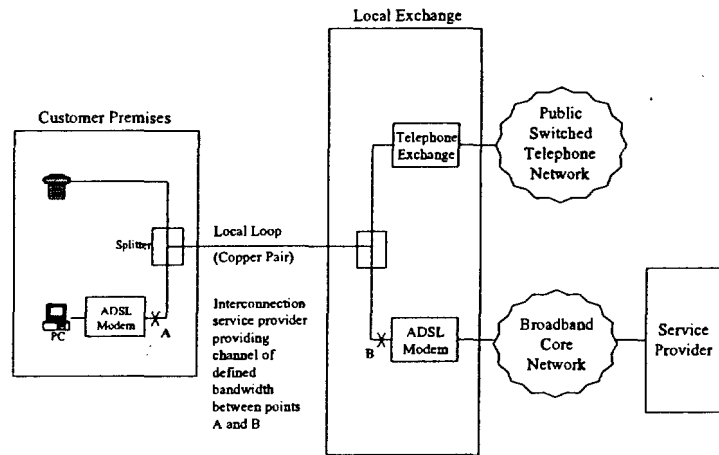 Local Exchange
Customer Premises
Telephone
Exchange
Public
Switched
Telephone
Network
Splitter
Local Loop
(Copper Pair)
PC
ADSL
Modem
A
Interconnection
service provider
providing
channel of
defined
bandwidth
between points
A and B
B
ADSL
Modem
Broadband
Core
Network
Service
Provider